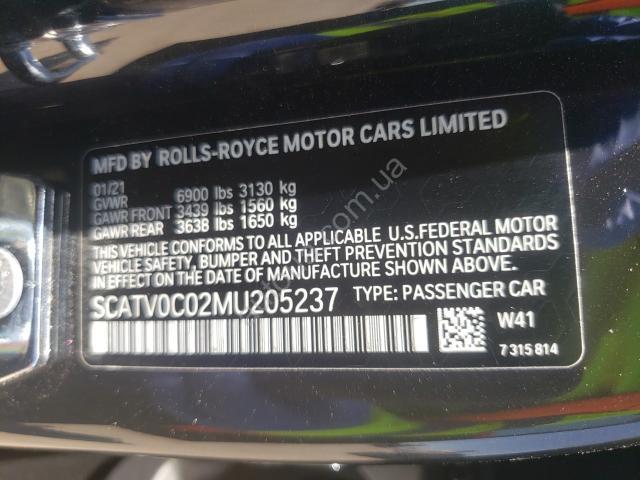 MFD BY ROLLS-ROYCE MOTOR CARS LIMITED
01/21
GVWR 6900 lbs 3130 kg
GAWR FRONT 3439 lbs 1560 kg
GAWR REAR 3638 lbs 1650 kg
THIS VEHICLE CONFORMS TO ALL APPLICABLE U.S.FEDERAL MOTOR
VEHICLE SAFETY, BUMPER AND THEFT PREVENTION STANDARDS
IN EFFECT ON THE DATE OF MANUFACTURE SHOWN ABOVE.
SCATV0C02MU205237 TYPE: PASSENGER CAR
W41
7 315 814